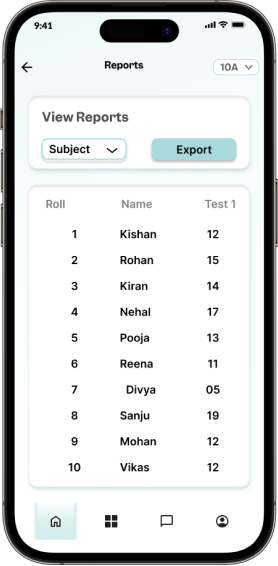 9:41
Reports 10A
View Reports
Subject Export
Roll Name Test 1
1 Kishan 12
2 Rohan 15
3 Kiran 14
4 Nehal 17
5 Pooja 13
6 Reena 11
7 Divya 05
8 Sanju 19
9 Mohan 12
10 Vikas 12